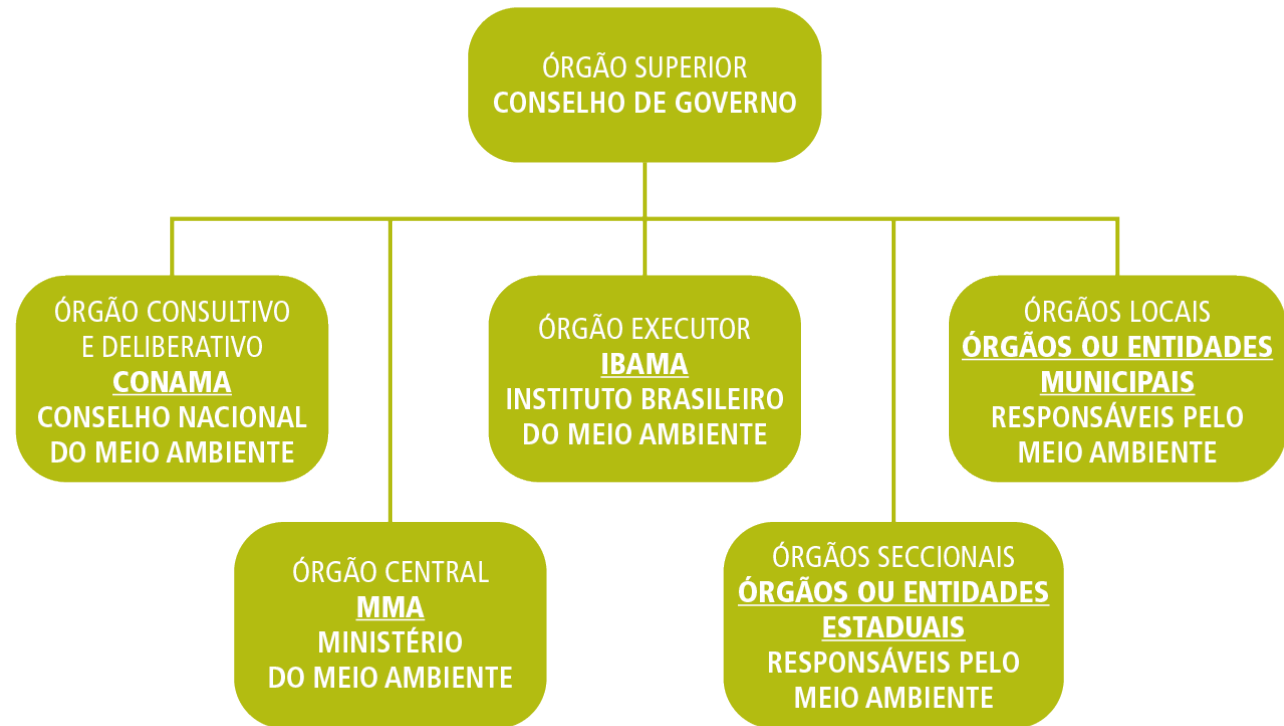 ÓRGÃO SUPERIOR
CONSELHO DE GOVERNO
ÓRGÃO CONSULTIVO
E DELIBERATIVO
CONAMA
CONSELHO NACIONAL
DO MEIO AMBIENTE
ÓRGÃO EXECUTOR
IBAMA
INSTITUTO BRASILEIRO
DO MEIO AMBIENTE
ÓRGÃOS LOCAIS
ÓRGÃOS OU ENTIDADES
MUNICIPAIS
RESPONSÁVEIS PELO
MEIO AMBIENTE
ÓRGÃO CENTRAL
MMA
MINISTÉRIO
DO MEIO AMBIENTE
ÓRGÃOS SECCIONAIS
ÓRGÃOS OU ENTIDADES
ESTADUAIS
RESPONSÁVEIS PELO
MEIO AMBIENTE